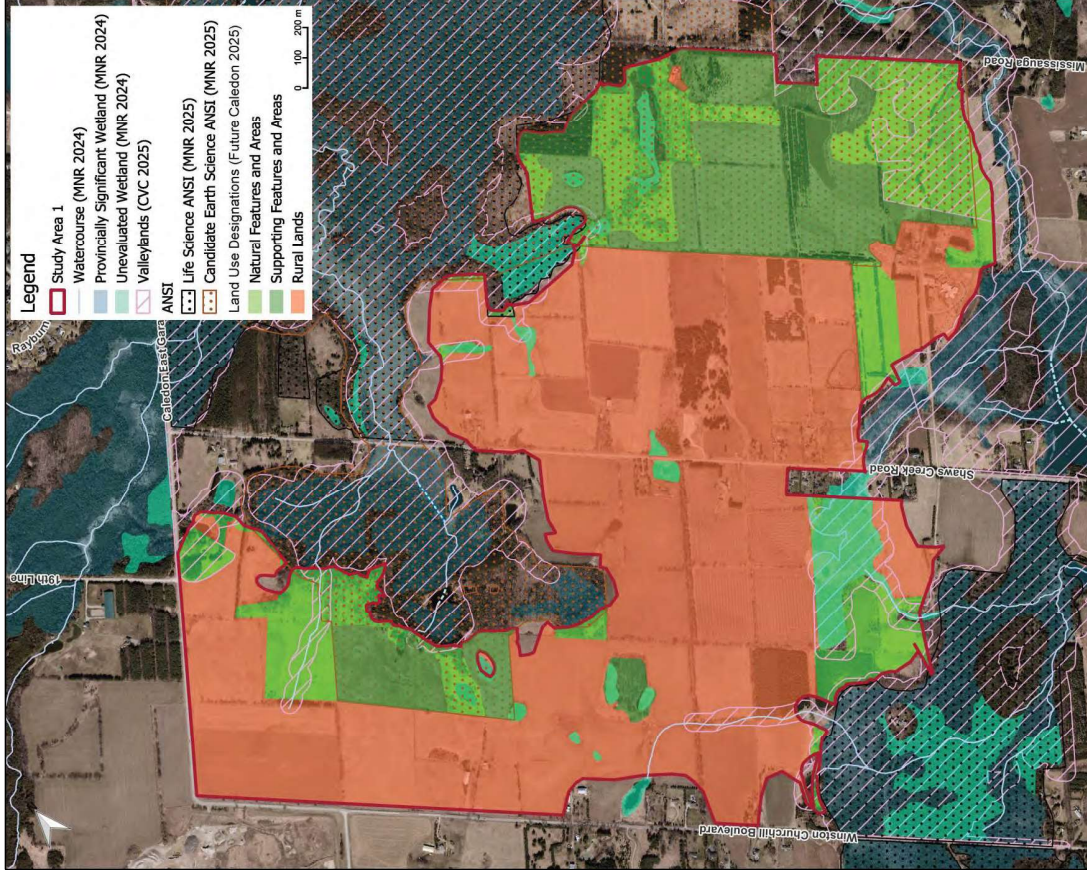 Legend
Study Area 1
Watercourse (MNR 2024)
Provincially Significant Wetland (MNR 2024)
Unevaluated Wetland (MNR 2024)
Valleylands (CVC 2025)
ANSI
Life Science ANSI (MNR 2025)
Candidate Earth Science ANSI (MNR 2025)
Land Use Designations (Future Caledon 2025)
Natural Features and Areas
Supporting Features and Areas
Rural Lands
0 100 200 m
Rayburn
Caledon East Gara
19th Line
Shaws Creek Road
Mississauga Road
Winston Churchill Boulevard